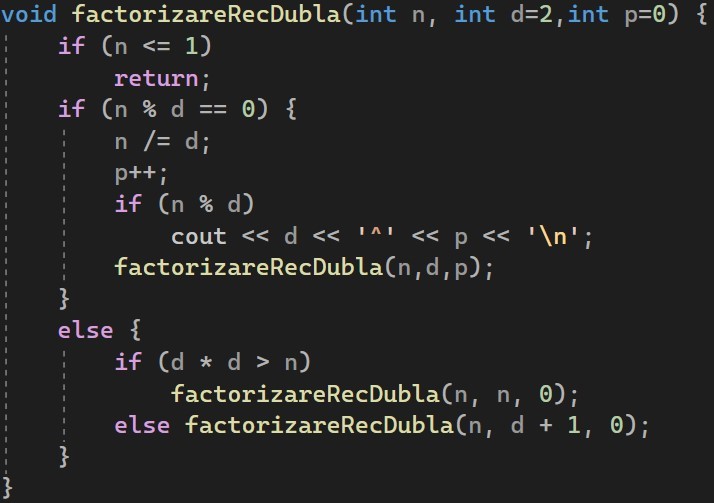 void factorizareRecDubla(int n, int d=2,int p=0) {
    if (n <= 1)
        return;
    if (n % d == 0) {
        n /= d;
        p++;
        if (n % d)
            cout << d << '^' << p << '\n';
        factorizareRecDubla(n,d,p);
    }
    else {
        if (d * d > n)
            factorizareRecDubla(n, n, 0);
        else factorizareRecDubla(n, d + 1, 0);
    }
}